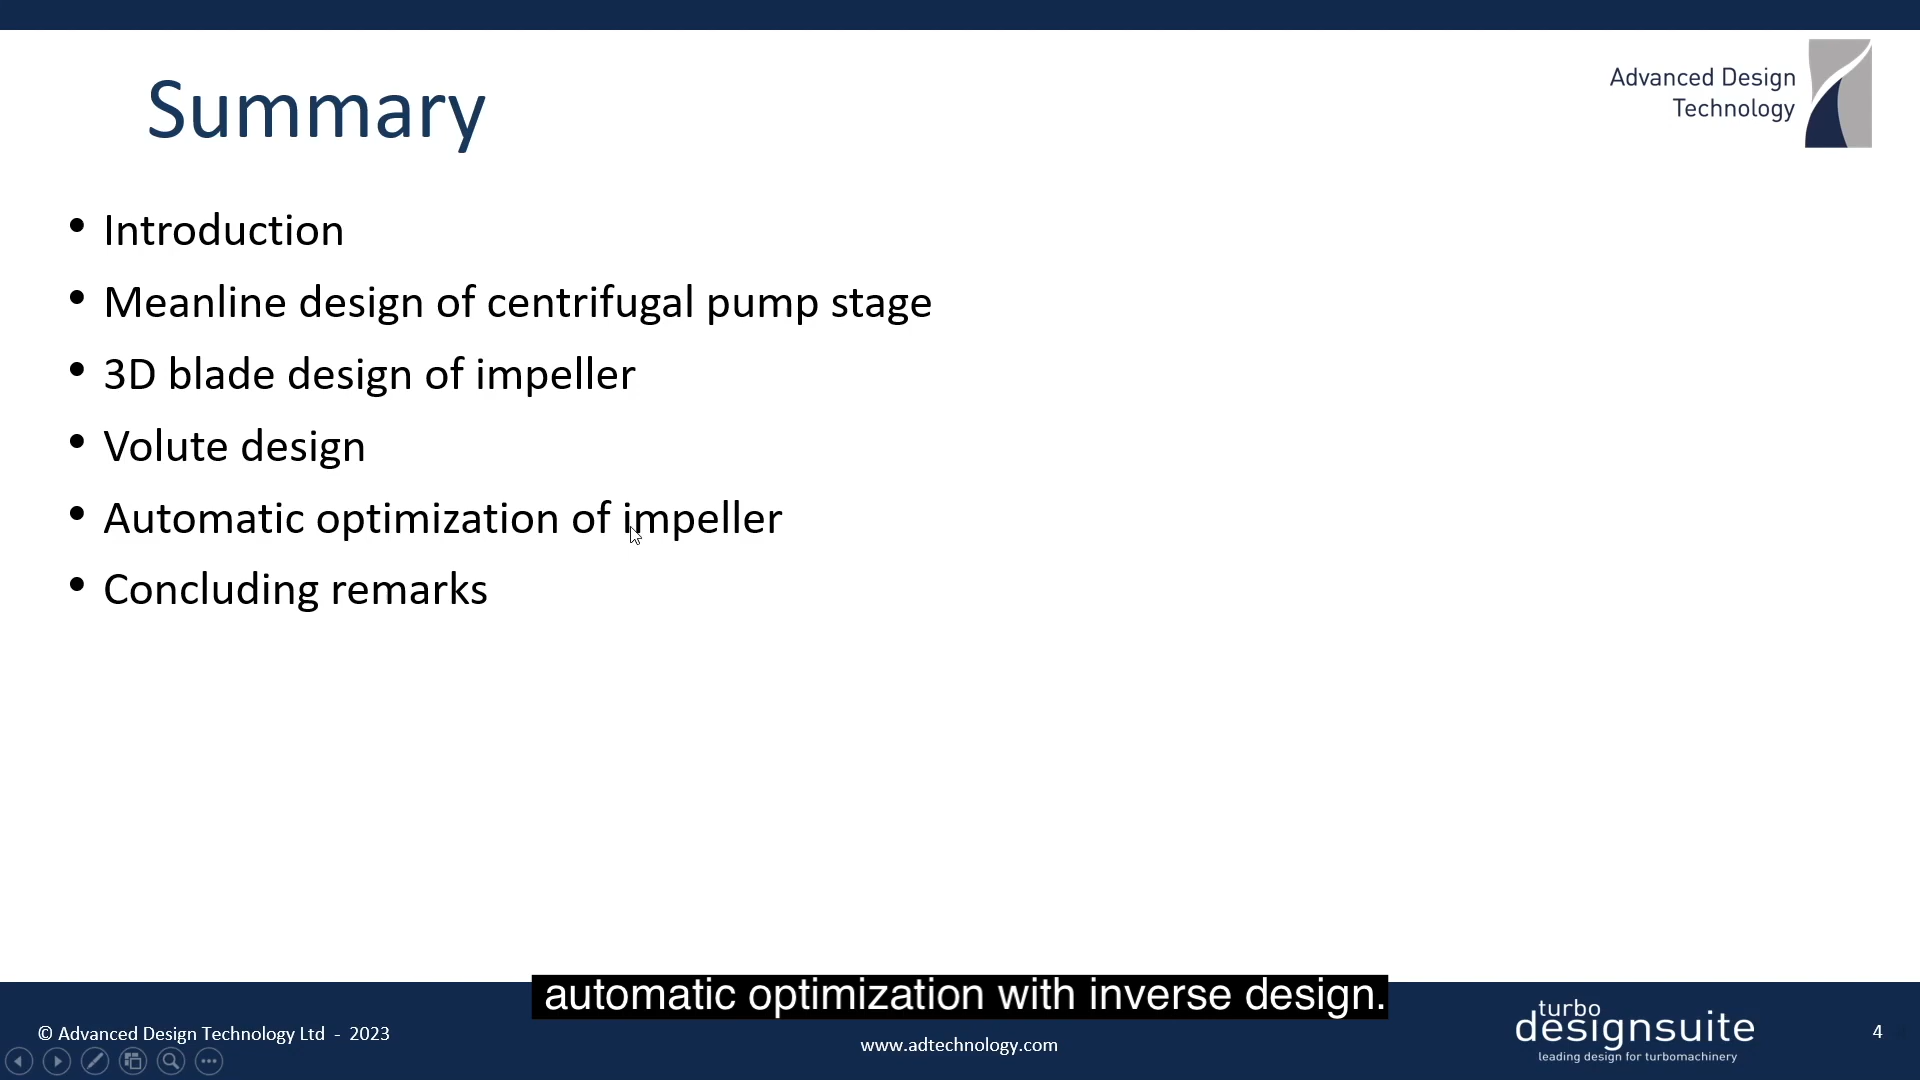 Summary
Advanced Design
Technology
• Introduction
• Meanline design of centrifugal pump stage
• 3D blade design of impeller
• Volute design
• Automatic optimization of impeller
• Concluding remarks
automatic optimization with inverse design.
© Advanced Design Technology Ltd - 2023
www.adtechnology.com
turbo
designsuite
leading design for turbomachinery
4